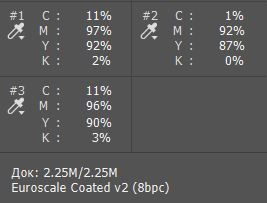 #1 C : 11%
M : 97%
Y : 92%
K : 2%
#2 C : 1%
M : 92%
Y : 87%
K : 0%
#3 C : 11%
M : 96%
Y : 90%
K : 3%
Док: 2.25M/2.25M
Euroscale Coated v2 (8bpc)